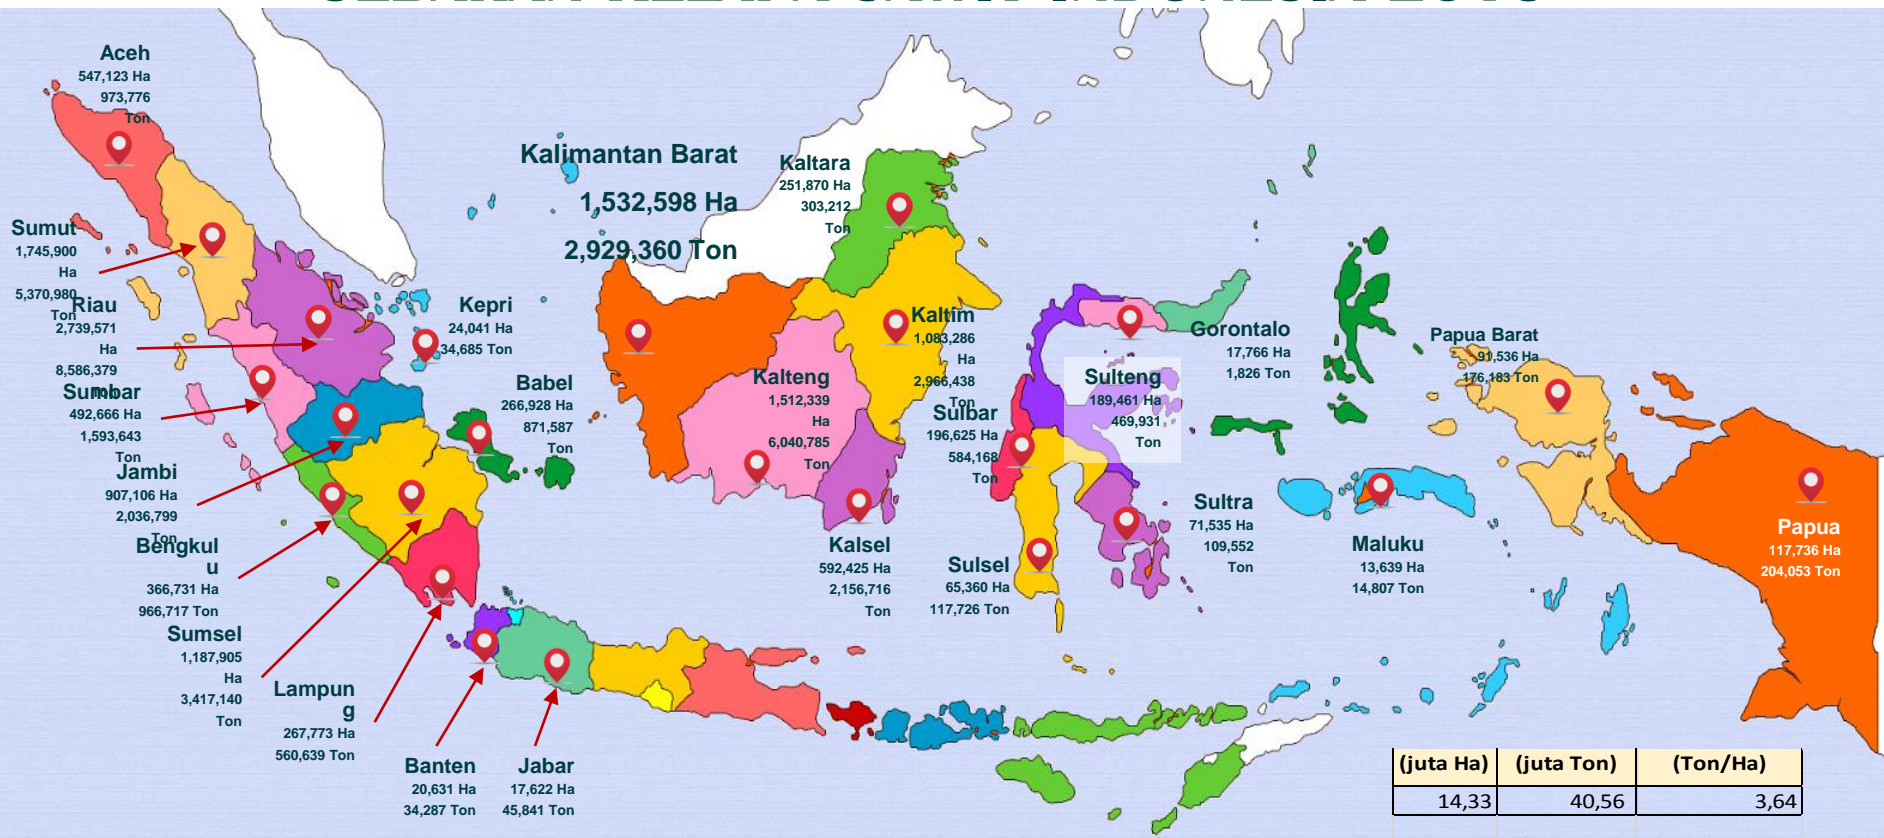 Aceh
547,123 Ha
973,776
Ton
Sumut
1,745,900
Ha
5,370,980
Ton
Riau
2,739,571
Ha
8,586,379
Sumbar
492,666 Ha
1,593,643
Ton
Jambi
907,106 Ha
2,036,799
Ton
Bengkul
u
366,731 Ha
966,717 Ton
Sumsel
1,187,905
Ha
3,417,140
Ton
Lampun
g
267,773 Ha
560,639 Ton
Banten
20,631 Ha
34,287 Ton
Jabar
17,622 Ha
45,841 Ton
Kepri
24,041 Ha
34,685 Ton
Babel
266,928 Ha
871,587
Ton
Kalimantan Barat
1,532,598 Ha
2,929,360 Ton
Kaltara
251,870 Ha
303,212
Ton
Kaltim
1,083,286
Ha
2,966,438
Ton
Kalteng
1,512,339
Ha
6,040,785
Ton
Kalsel
592,425 Ha
2,156,716
Ton
Sulbar
196,625 Ha
584,168
Ton
Sulsel
65,360 Ha
117,726 Ton
Sulteng
189,461 Ha
469,931
Ton
Gorontalo
17,766 Ha
1,826 Ton
Sultra
71,535 Ha
109,552
Ton
Maluku
13,639 Ha
14,807 Ton
Papua Barat
91,536 Ha
176,183 Ton
Papua
117,736 Ha
204,053 Ton
(juta Ha) (juta Ton) (Ton/Ha)
14,33 40,56 3,64